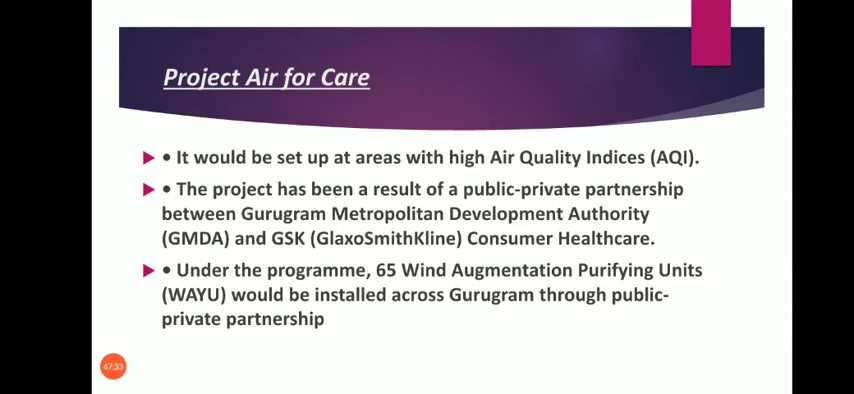 Project Air for Care
• It would be set up at areas with high Air Quality Indices (AQI).
• The project has been a result of a public-private partnership
between Gurugram Metropolitan Development Authority
(GMDA) and GSK (GlaxoSmithKline) Consumer Healthcare.
• Under the programme, 65 Wind Augmentation Purifying Units
(WAYU) would be installed across Gurugram through public-
private partnership
47:33